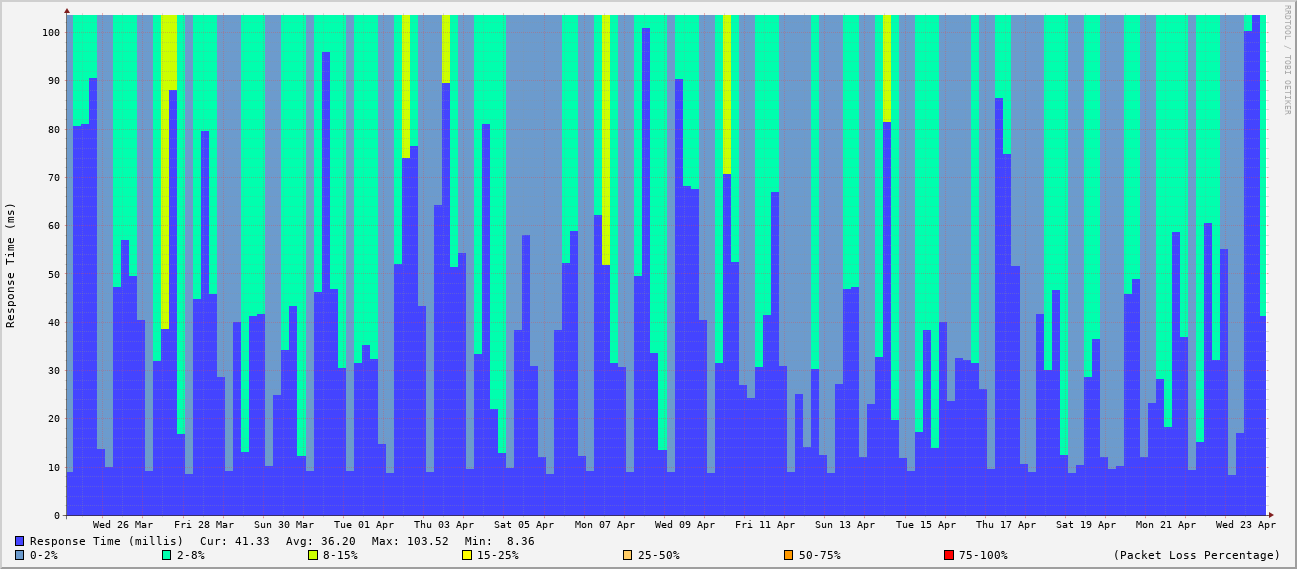 RRDTOOL / TOBI OETIKER
Response Time (ms)
100
90
80
70
60
50
40
30
20
10
0
Wed 26 Mar Fri 28 Mar Sun 30 Mar Tue 01 Apr Thu 03 Apr Sat 05 Apr Mon 07 Apr Wed 09 Apr Fri 11 Apr Sun 13 Apr Tue 15 Apr Thu 17 Apr Sat 19 Apr Mon 21 Apr Wed 23 Apr
Response Time (millis) Cur: 41.33 Avg: 36.20 Max: 103.52 Min: 8.36
0-2% 2-8% 8-15% 15-25% 25-50% 50-75% 75-100% (Packet Loss Percentage)